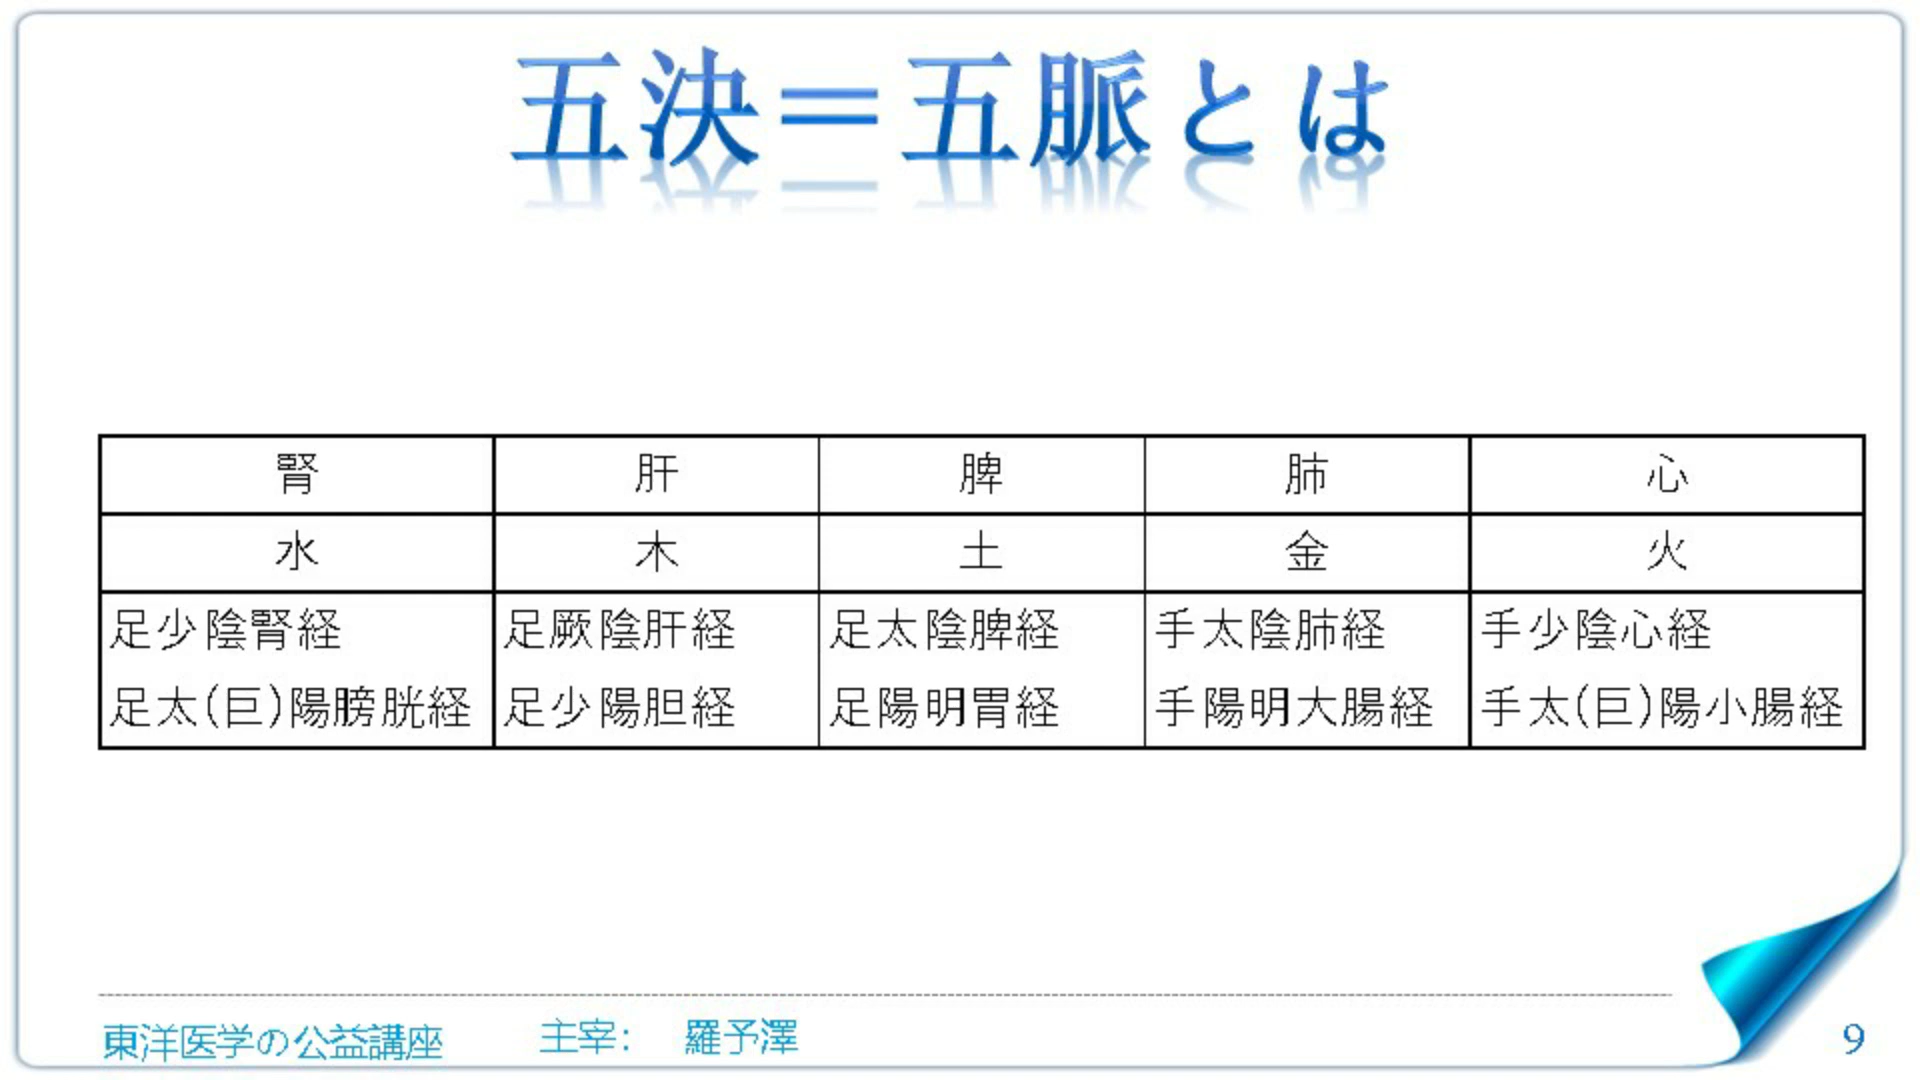 五決＝五脈とは
腎 肝 脾 肺 心
水 木 土 金 火
足少陰腎経 足厥陰肝経 足太陰脾経 手太陰肺経 手少陰心経
足太(巨)陽膀胱経 足少陽胆経 足陽明胃経 手陽明大腸経 手太(巨)陽小腸経
東洋医学の公益講座 主宰： 羅予澤 9